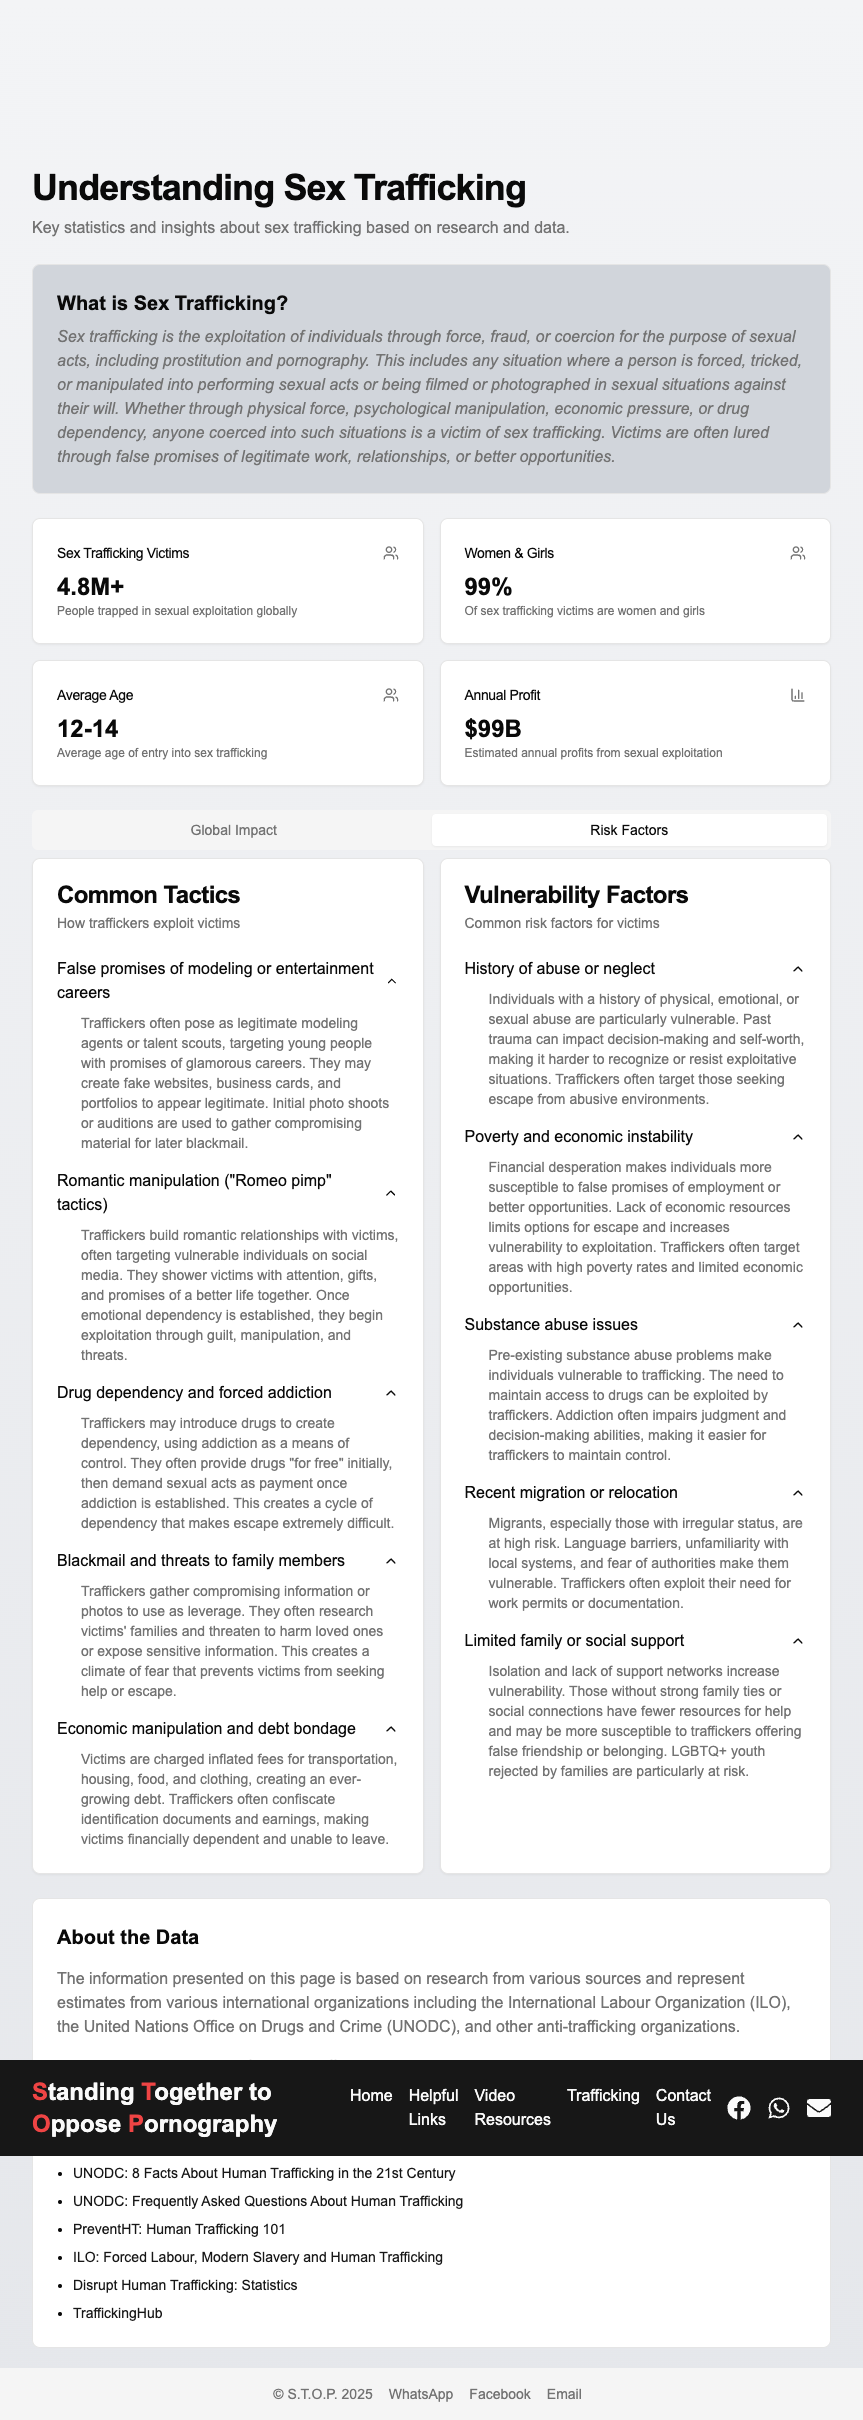 Understanding Sex Trafficking
Key statistics and insights about sex trafficking based on research and data.
What is Sex Trafficking?
Sex trafficking is the exploitation of individuals through force, fraud, or coercion for the purpose of sexual
acts, including prostitution and pornography. This includes any situation where a person is forced, tricked,
or manipulated into performing sexual acts or being filmed or photographed in sexual situations against
their will. Whether through physical force, psychological manipulation, economic pressure, or drug
dependency, anyone coerced into such situations is a victim of sex trafficking. Victims are often lured
through false promises of legitimate work, relationships, or better opportunities.
Sex Trafficking Victims
4.8M+
People trapped in sexual exploitation globally
Women & Girls
99%
Of sex trafficking victims are women and girls
Average Age
12-14
Average age of entry into sex trafficking
Annual Profit
$99B
Estimated annual profits from sexual exploitation
Global Impact
Risk Factors
Common Tactics
How traffickers exploit victims
False promises of modeling or entertainment
careers
Traffickers often pose as legitimate modeling
agents or talent scouts, targeting young people
with promises of glamorous careers. They may
create fake websites, business cards, and
portfolios to appear legitimate. Initial photo shoots
or auditions are used to gather compromising
material for later blackmail.
Romantic manipulation ("Romeo pimp"
tactics)
Traffickers build romantic relationships with victims,
often targeting vulnerable individuals on social
media. They shower victims with attention, gifts,
and promises of a better life together. Once
emotional dependency is established, they begin
exploitation through guilt, manipulation, and
threats.
Drug dependency and forced addiction
Traffickers may introduce drugs to create
dependency, using addiction as a means of
control. They often provide drugs "for free" initially,
then demand sexual acts as payment once
addiction is established. This creates a cycle of
dependency that makes escape extremely difficult.
Blackmail and threats to family members
Traffickers gather compromising information or
photos to use as leverage. They often research
victims' families and threaten to harm loved ones
or expose sensitive information. This creates a
climate of fear that prevents victims from seeking
help or escape.
Economic manipulation and debt bondage
Victims are charged inflated fees for transportation,
housing, food, and clothing, creating an ever-
growing debt. Traffickers often confiscate
identification documents and earnings, making
victims financially dependent and unable to leave.
Vulnerability Factors
Common risk factors for victims
History of abuse or neglect
Individuals with a history of physical, emotional, or
sexual abuse are particularly vulnerable. Past
trauma can impact decision-making and self-worth,
making it harder to recognize or resist exploitative
situations. Traffickers often target those seeking
escape from abusive environments.
Poverty and economic instability
Financial desperation makes individuals more
susceptible to false promises of employment or
better opportunities. Lack of economic resources
limits options for escape and increases
vulnerability to exploitation. Traffickers often target
areas with high poverty rates and limited economic
opportunities.
Substance abuse issues
Pre-existing substance abuse problems make
individuals vulnerable to trafficking. The need to
maintain access to drugs can be exploited by
traffickers. Addiction often impairs judgment and
decision-making abilities, making it easier for
traffickers to maintain control.
Recent migration or relocation
Migrants, especially those with irregular status, are
at high risk. Language barriers, unfamiliarity with
local systems, and fear of authorities make them
vulnerable. Traffickers often exploit their need for
work permits or documentation.
Limited family or social support
Isolation and lack of support networks increase
vulnerability. Those without strong family ties or
social connections have fewer resources for help
and may be more susceptible to traffickers offering
false friendship or belonging. LGBTQ+ youth
rejected by families are particularly at risk.
About the Data
The information presented on this page is based on research from various sources and represent
estimates from various international organizations including the International Labour Organization (ILO),
the United Nations Office on Drugs and Crime (UNODC), and other anti-trafficking organizations.
Standing Together to
Oppose Pornography
Home
Helpful
Links
Video
Resources
Trafficking
Contact
Us
• UNODC: 8 Facts About Human Trafficking in the 21st Century
• UNODC: Frequently Asked Questions About Human Trafficking
• PreventHT: Human Trafficking 101
• ILO: Forced Labour, Modern Slavery and Human Trafficking
• Disrupt Human Trafficking: Statistics
• TraffickingHub
© S.T.O.P. 2025 WhatsApp Facebook Email